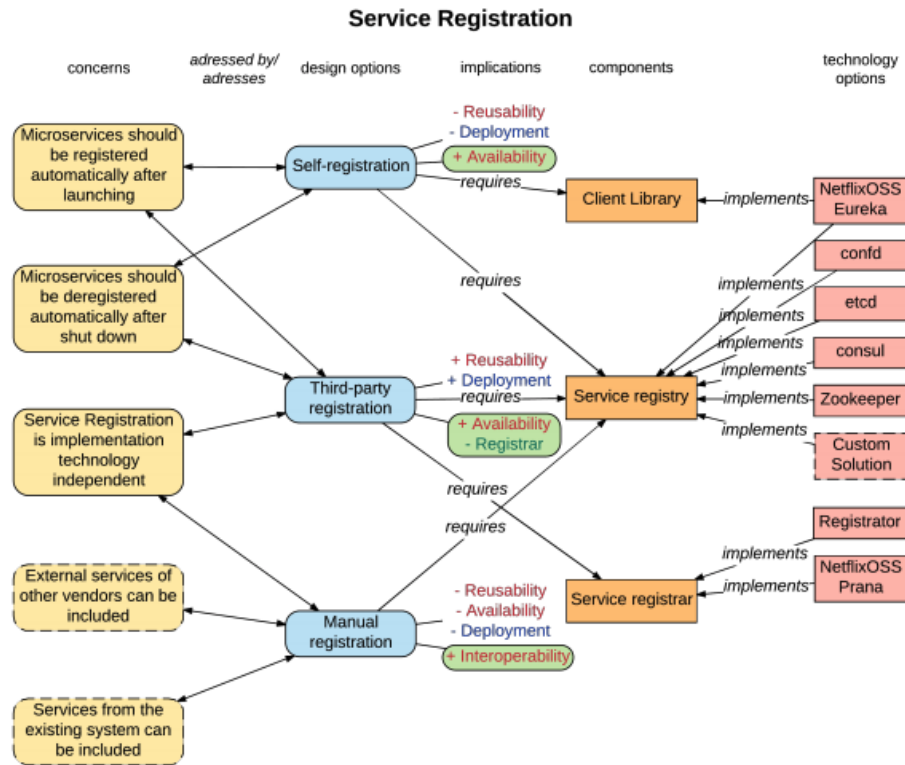 Service Registration
concerns
adressed by/
adresses
design options
implications
components
technology
options
Microservices should
be registered
automatically after
launching
Microservices should
be deregistered
automatically after
shut down
Service Registration
is implementation
technology
independent
External services of
other vendors can be
included
Services from the
existing system can
be included
Self-registration
Third-party
registration
Manual
registration
- Reusability
- Deployment
+ Availability
requires
requires
+ Reusability
+ Deployment
requires
+ Availability
- Registrar
requires
requires
- Reusability
- Availability
- Deployment
+ Interoperability
Client Library
Service registry
Service registrar
implements
implements
implements
implements
implements
implements
implements
implements
implements
NetflixOSS
Eureka
confd
etcd
consul
Zookeeper
Custom
Solution
Registrator
NetflixOSS
Prana